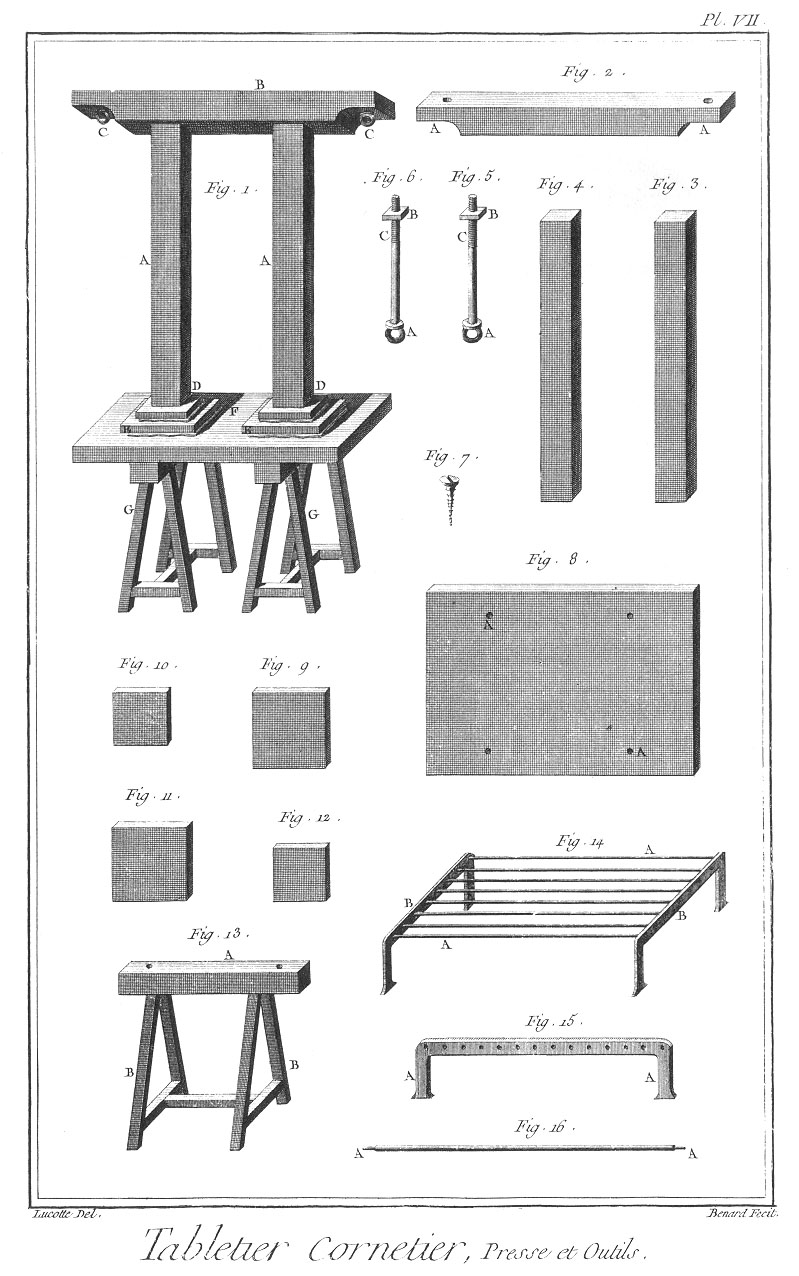 Pl. VII.
Fig. 2.
B
C
C
A
A
Fig. 1.
Fig. 6.
Fig. 5.
Fig. 4.
Fig. 3.
B
B
C
C
A
A
A
A
D
D
F
E
E
Fig. 7.
G
G
Fig. 8.
A
A
Fig. 10.
Fig. 9.
Fig. 11.
Fig. 12.
Fig. 14
A
B
B
A
Fig. 13.
A
B
B
Fig. 15.
A
A
Fig. 16.
A
A
Lucotte Del.
Benard Fecit.
Tabletier Cornetier, Presse et Outils.